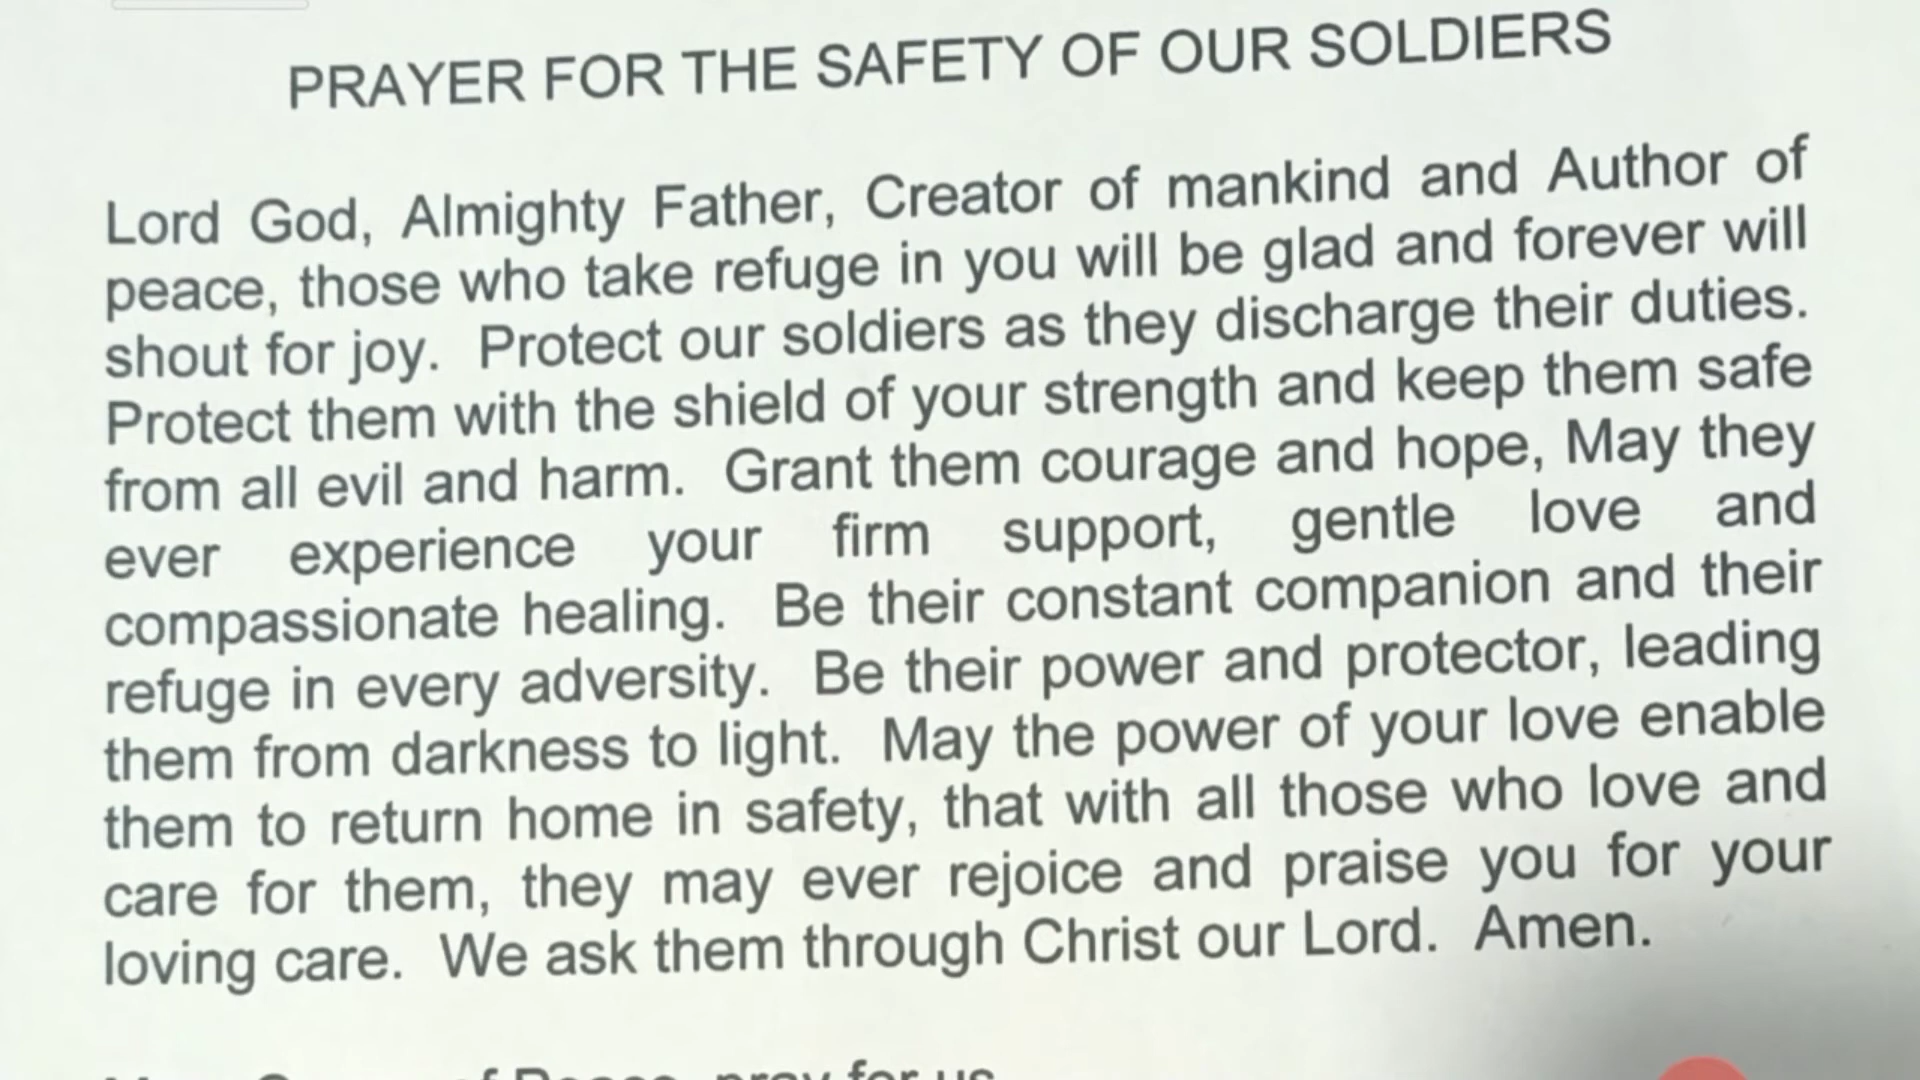 PRAYER FOR THE SAFETY OF OUR SOLDIERS
Lord God, Almighty Father, Creator of mankind and Author of
peace, those who take refuge in you will be glad and forever will
shout for joy. Protect our soldiers as they discharge their duties.
Protect them with the shield of your strength and keep them safe
from all evil and harm. Grant them courage and hope, May they
ever experience your firm support, gentle love and
compassionate healing. Be their constant companion and their
refuge in every adversity. Be their power and protector, leading
them from darkness to light. May the power of your love enable
them to return home in safety, that with all those who love and
care for them, they may ever rejoice and praise you for your
loving care. We ask them through Christ our Lord. Amen.
of Peace, pray for us